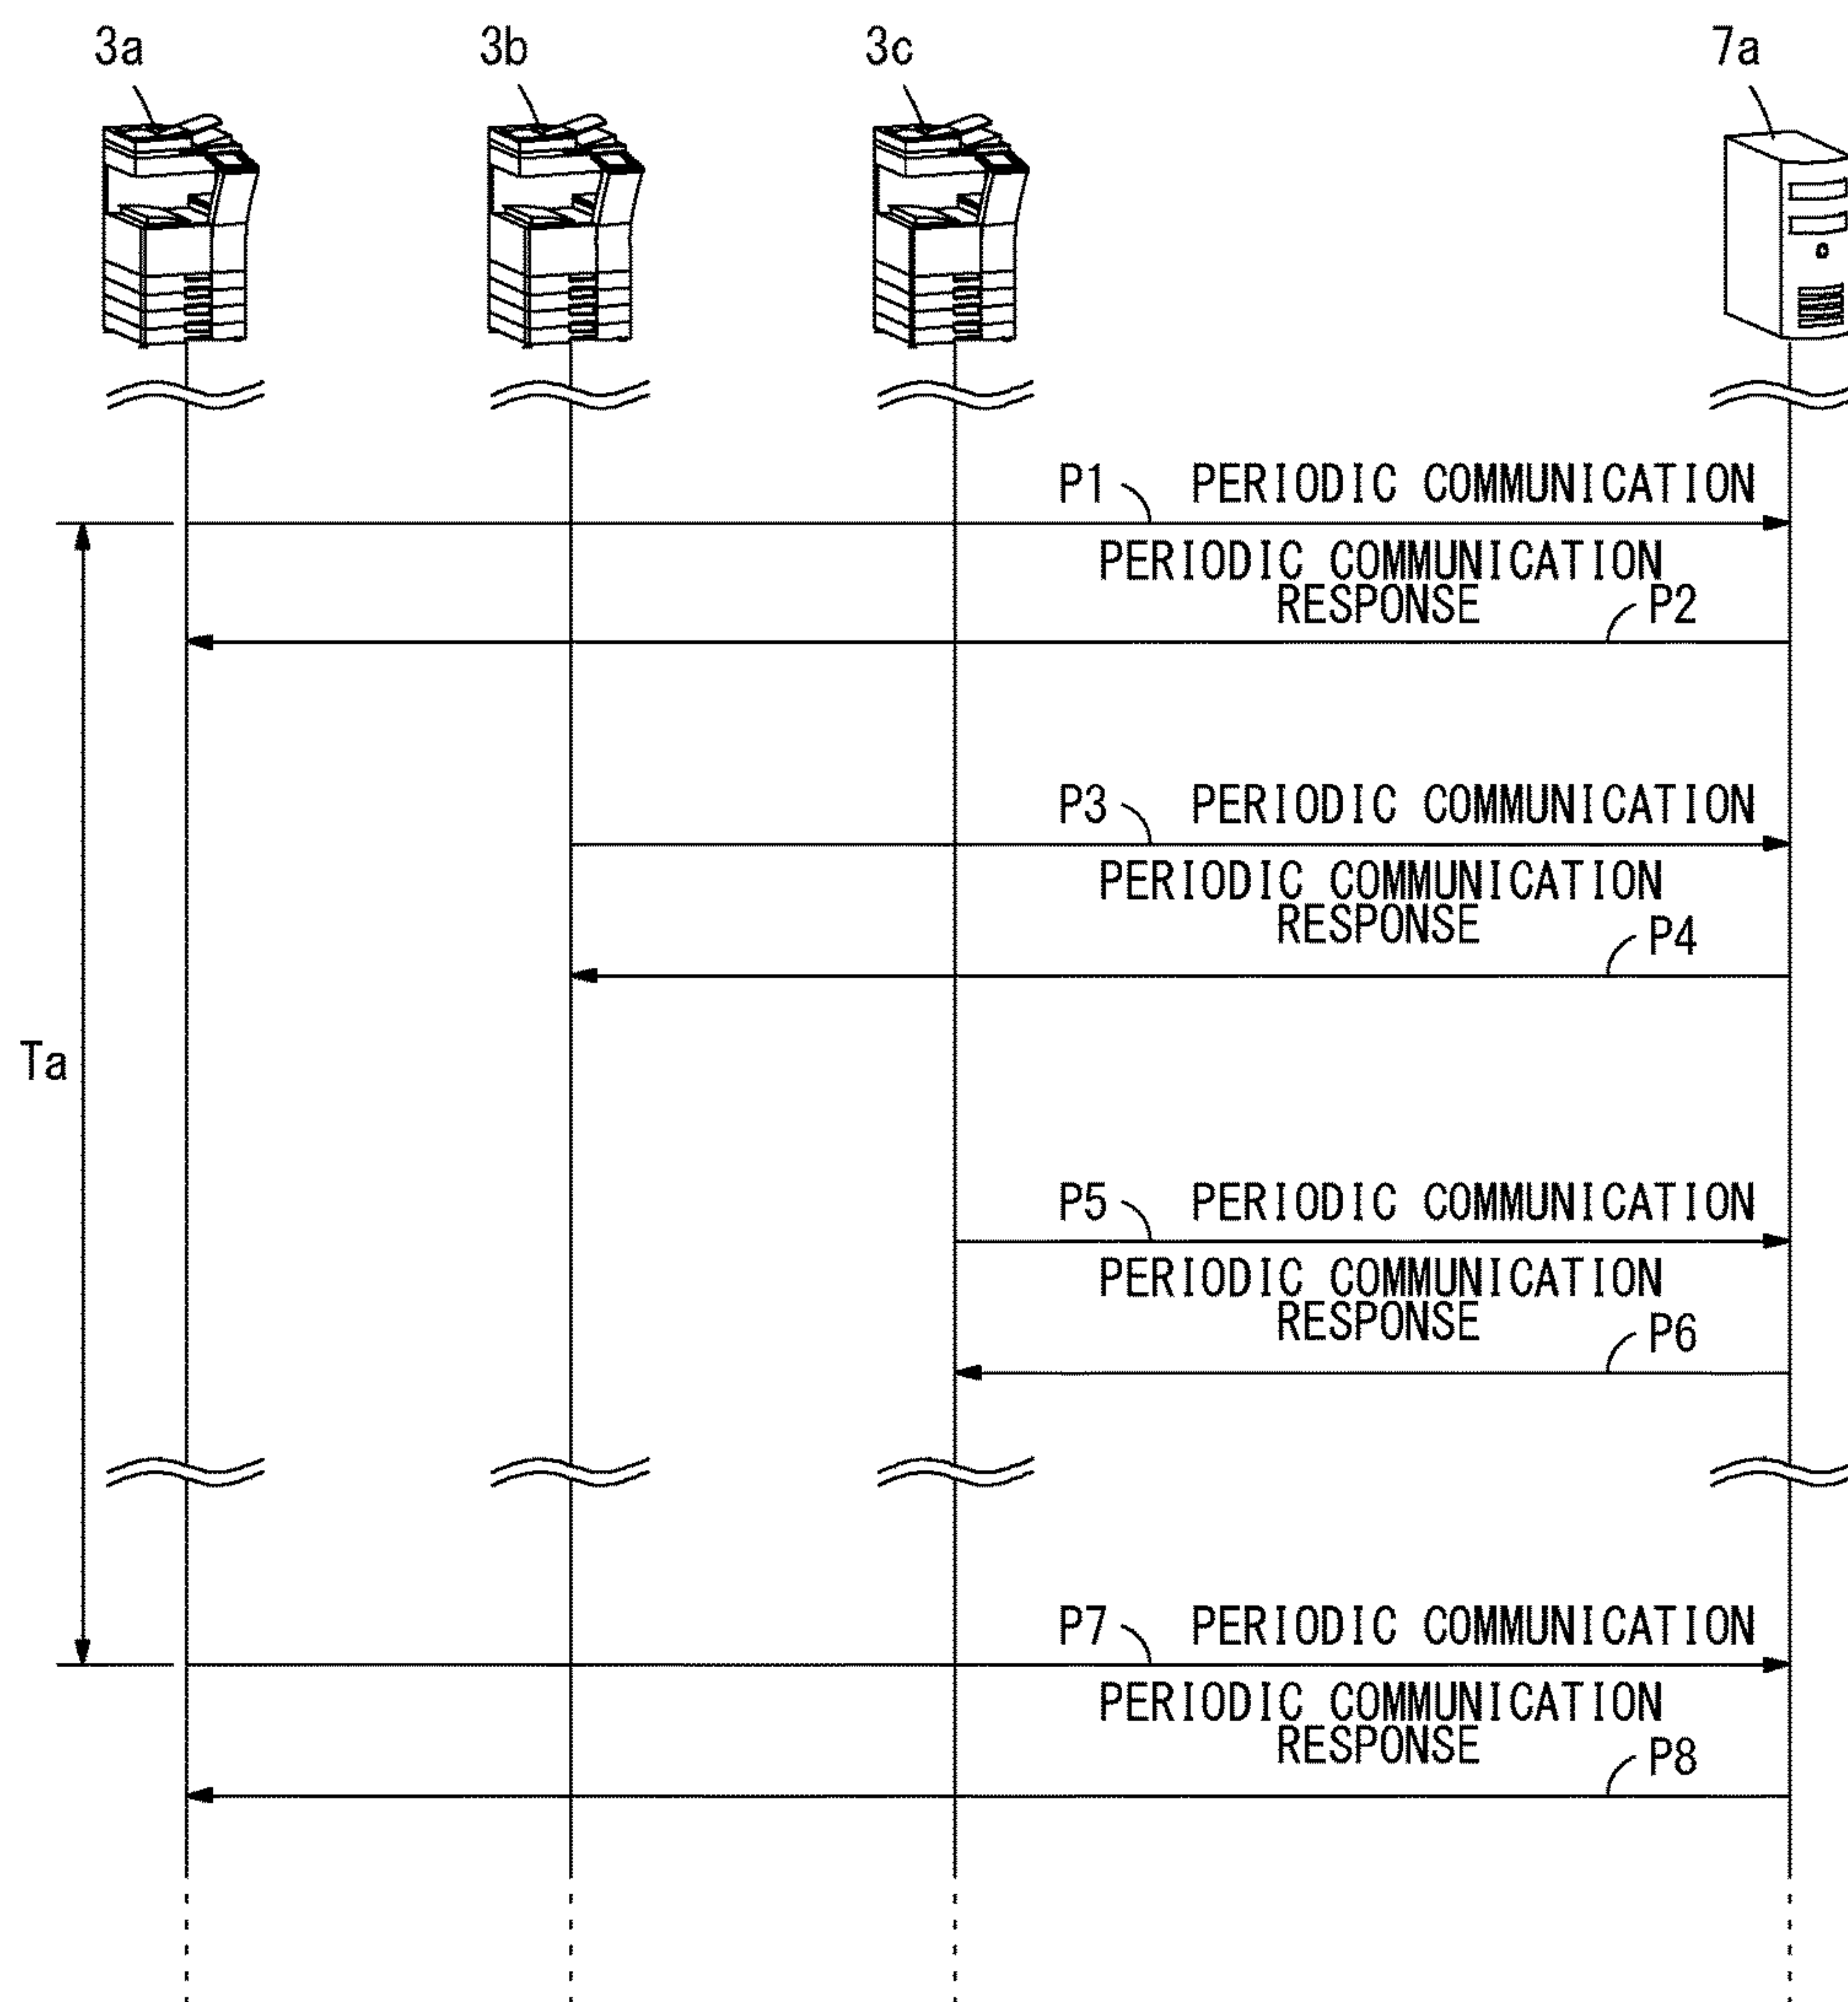 3a 3b 3c 7a
P1 PERIODIC COMMUNICATION
PERIODIC COMMUNICATION
RESPONSE P2
P3 PERIODIC COMMUNICATION
PERIODIC COMMUNICATION
RESPONSE P4
Ta
P5 PERIODIC COMMUNICATION
PERIODIC COMMUNICATION
RESPONSE P6
P7 PERIODIC COMMUNICATION
PERIODIC COMMUNICATION
RESPONSE P8